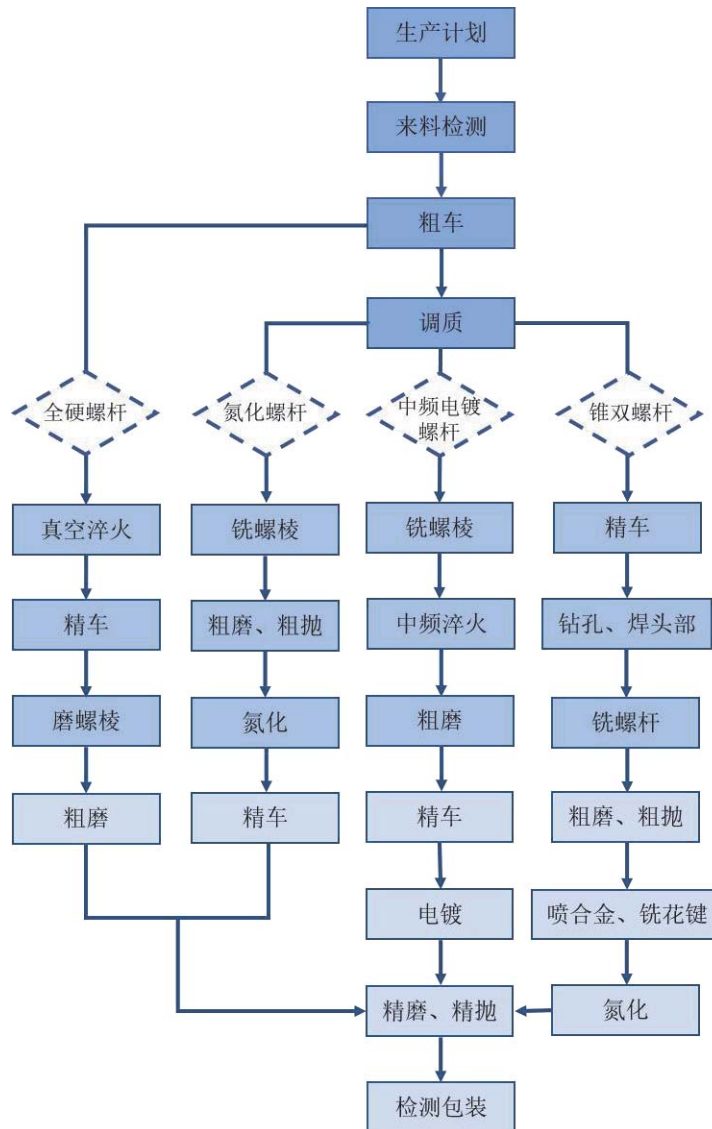 生产计划
来料检测
粗车
调质
全硬螺杆
氮化螺杆
中频电镀
螺杆
锥双螺杆
真空淬火
铣螺棱
铣螺棱
精车
精车
粗磨、粗抛
中频淬火
钻孔、焊头部
磨螺棱
氮化
粗磨
铣螺杆
粗磨
精车
精车
粗磨、粗抛
电镀
喷合金、铣花键
精磨、精抛
氮化
检测包装